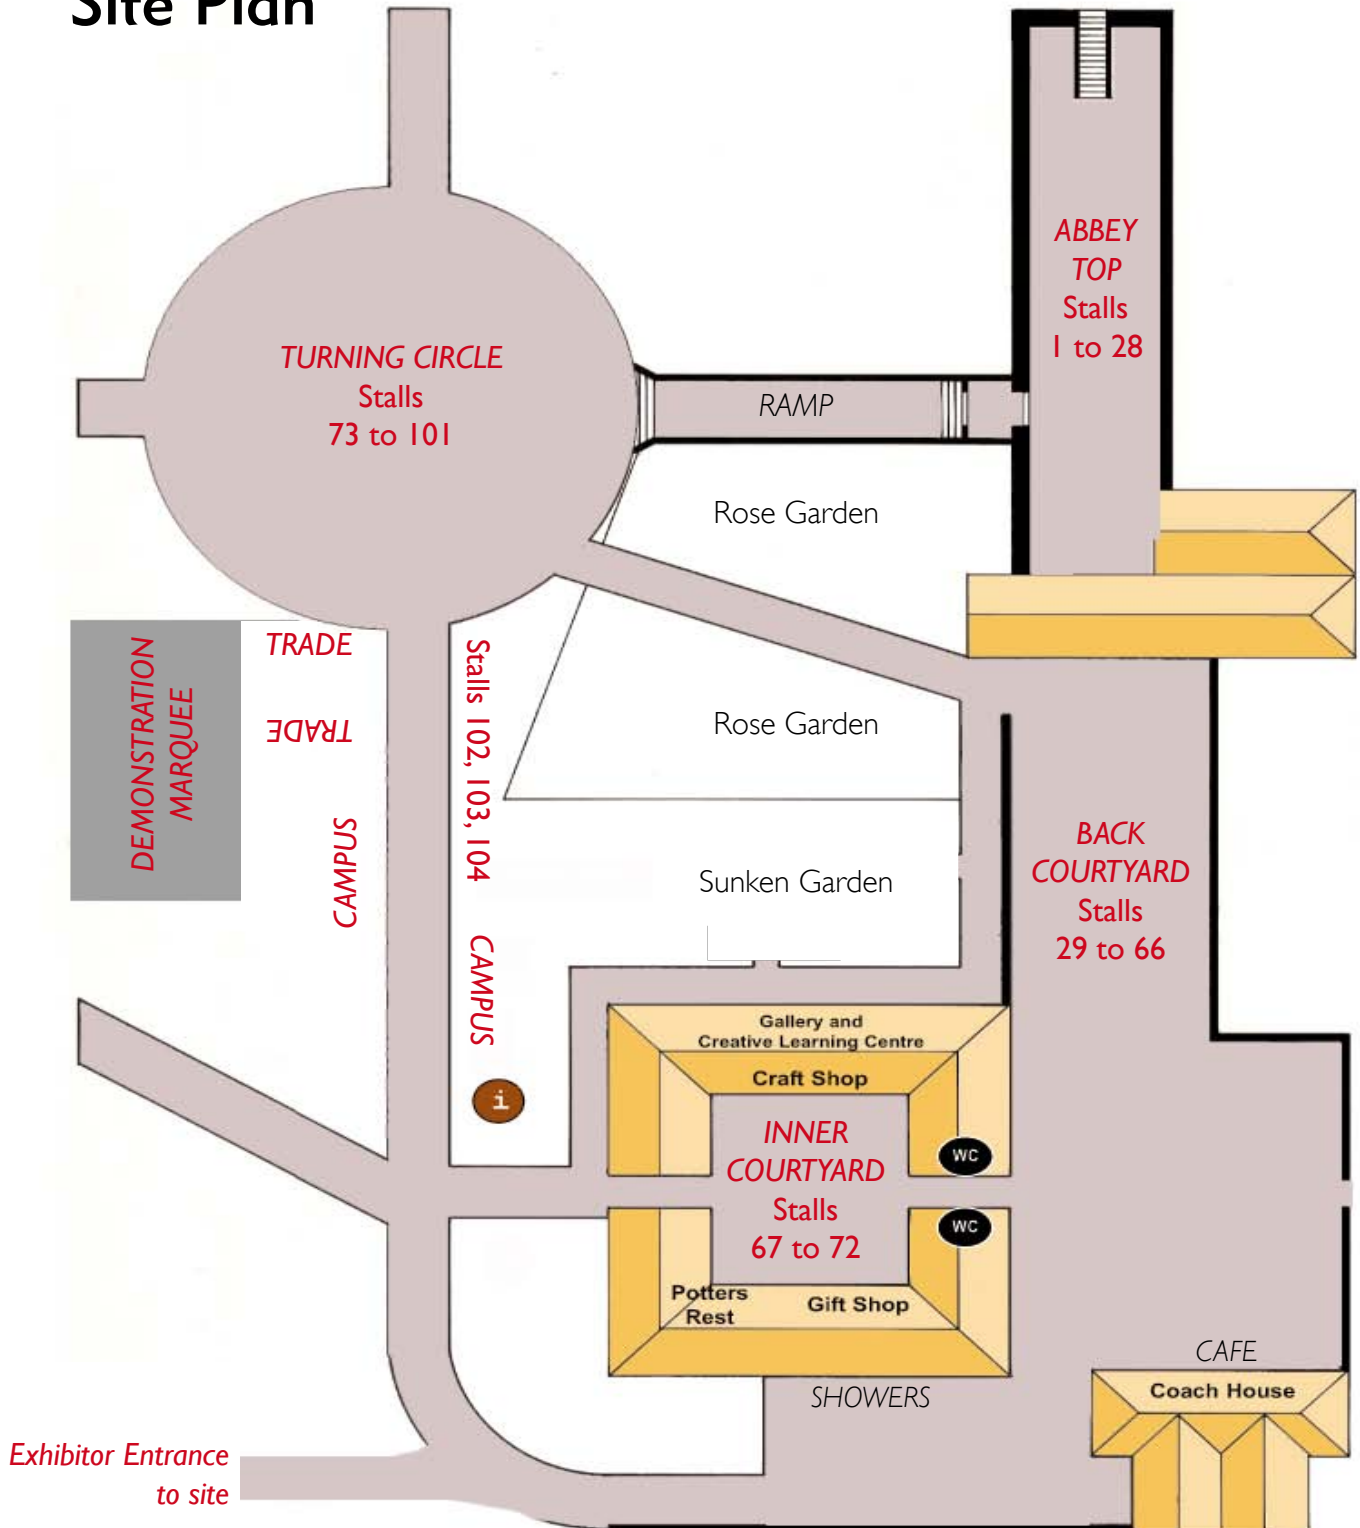 Site Plan
ABBEY
TOP
Stalls
1 to 28
TURNING CIRCLE
Stalls
73 to 101
RAMP
Rose Garden
TRADE
TRADE
DEMONSTRATION
MARQUEE
CAMPUS
Stalls 102, 103, 104
CAMPUS
Rose Garden
Sunken Garden
BACK
COURTYARD
Stalls
29 to 66
Gallery and
Creative Learning Centre
Craft Shop
i
INNER
COURTYARD
Stalls
67 to 72
WC
WC
Potters
Rest
Gift Shop
SHOWERS
CAFE
Coach House
Exhibitor Entrance
to site